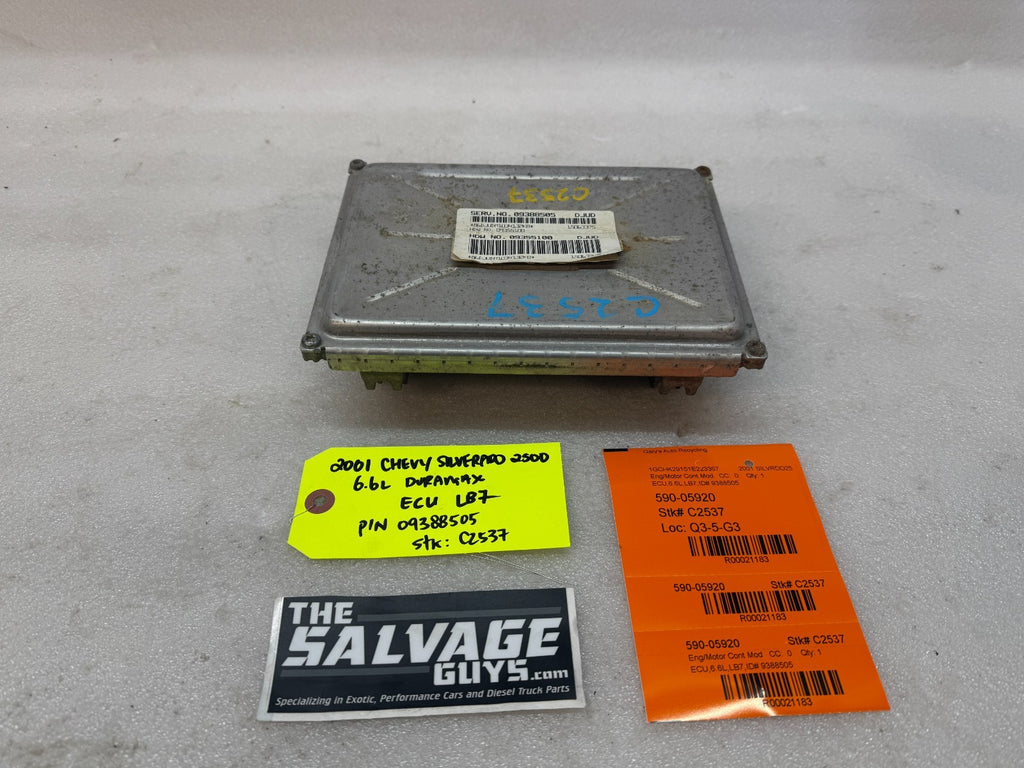 C2537
SERV.NO. 09388505 DJUD
HDW NO. 09355100 DJUD
C2537
2001 CHEVY SILVERADO 2500
6.6L DURAMAX
ECU LB7
P/N 09388505
Stk: C2537
THE
SALVAGE
GUYS.com
Specializing in Exotic, Performance Cars and Diesel Truck Parts
Gary's Auto Recycling
2001 SILVRDO25
Eng/Motor Cont Mod. CC: 0 Qty: 1
ECU,6.6L,LB7,ID# 9388505
590-05920
Stk# C2537
Loc: Q3-5-G3
R00021183
590-05920 Stk# C2537
R00021183
590-05920 Stk# C2537
Eng/Motor Cont Mod. CC: 0 Qty: 1
ECU,6.6L,LB7,ID# 9388505
R00021183